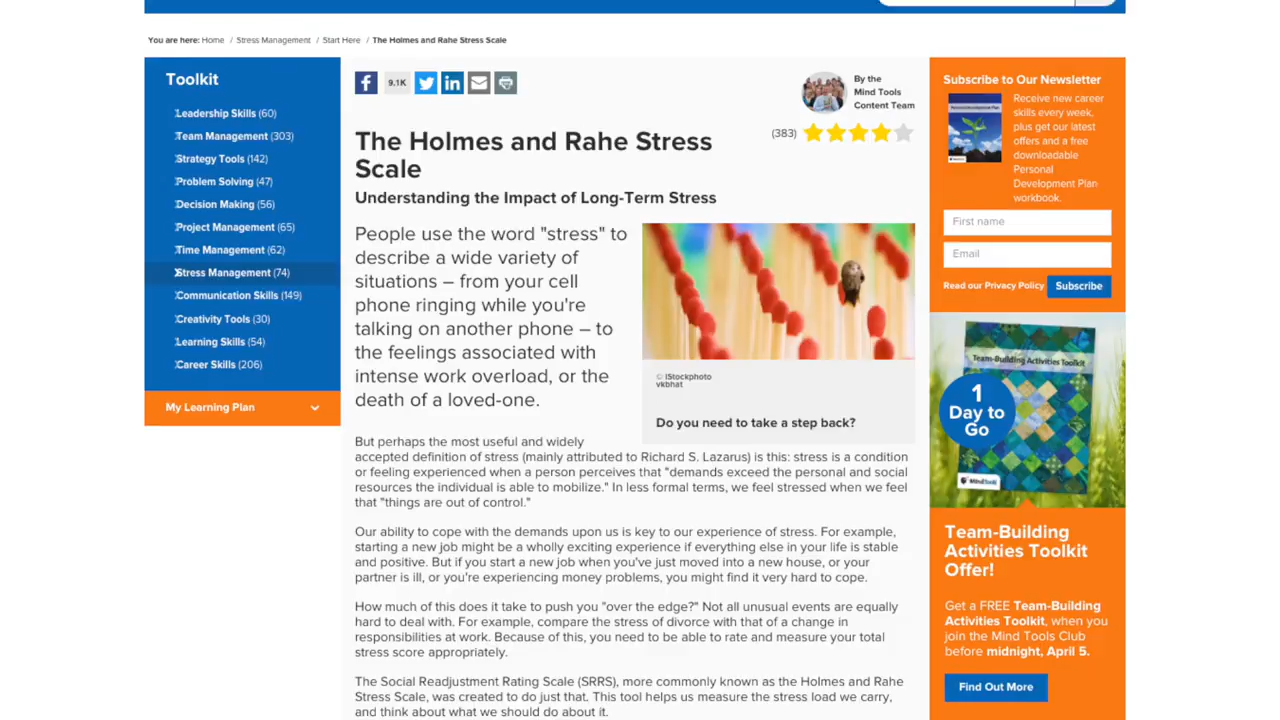 You are here: Home / Stress Management / Start Here / The Holmes and Rahe Stress Scale
Toolkit
Leadership Skills (60)
Team Management (303)
Strategy Tools (142)
Problem Solving (47)
Decision Making (56)
Project Management (65)
Time Management (62)
Stress Management (74)
Communication Skills (149)
Creativity Tools (30)
Learning Skills (54)
Career Skills (206)
My Learning Plan
9.1K
By the
Mind Tools
Content Team
(383)
The Holmes and Rahe Stress
Scale
Understanding the Impact of Long-Term Stress
People use the word "stress" to
describe a wide variety of
situations – from your cell
phone ringing while you're
talking on another phone – to
the feelings associated with
intense work overload, or the
death of a loved-one.
© iStockphoto
vkbhat
Do you need to take a step back?
But perhaps the most useful and widely
accepted definition of stress (mainly attributed to Richard S. Lazarus) is this: stress is a condition
or feeling experienced when a person perceives that "demands exceed the personal and social
resources the individual is able to mobilize." In less formal terms, we feel stressed when we feel
that "things are out of control."
Our ability to cope with the demands upon us is key to our experience of stress. For example,
starting a new job might be a wholly exciting experience if everything else in your life is stable
and positive. But if you start a new job when you've just moved into a new house, or your
partner is ill, or you're experiencing money problems, you might find it very hard to cope.
How much of this does it take to push you "over the edge?" Not all unusual events are equally
hard to deal with. For example, compare the stress of divorce with that of a change in
responsibilities at work. Because of this, you need to be able to rate and measure your total
stress score appropriately.
The Social Readjustment Rating Scale (SRRS), more commonly known as the Holmes and Rahe
Stress Scale, was created to do just that. This tool helps us measure the stress load we carry,
and think about what we should do about it.
Subscribe to Our Newsletter
Receive new career
skills every week,
plus get our latest
offers and a free
downloadable
Personal
Development Plan
workbook.
First name
Email
Read our Privacy Policy
Subscribe
Team-Building Activities Toolkit
1
Day to
Go
MindTools
Team-Building
Activities Toolkit
Offer!
Get a FREE Team-Building
Activities Toolkit, when you
join the Mind Tools Club
before midnight, April 5.
Find Out More